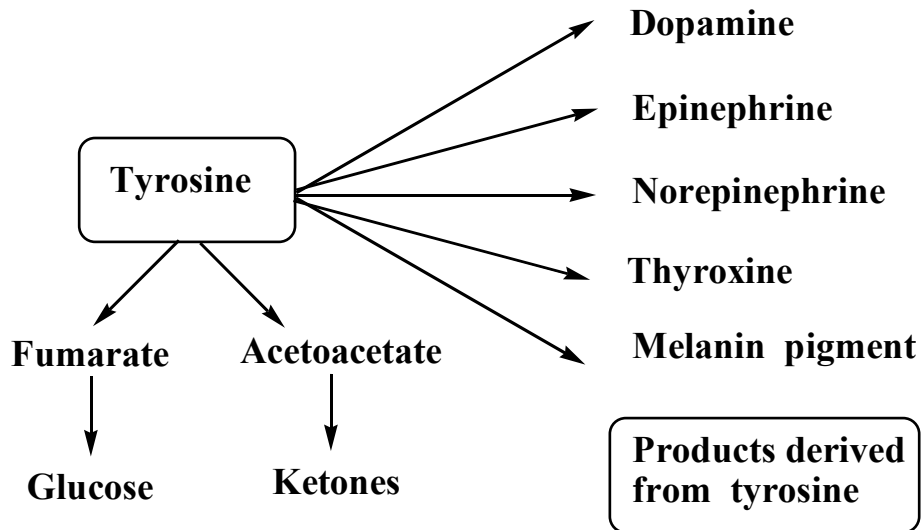 Dopamine
Epinephrine
Tyrosine
Norepinephrine
Thyroxine
Melanin pigment
Fumarate
Acetoacetate
Glucose
Ketones
Products derived
from tyrosine